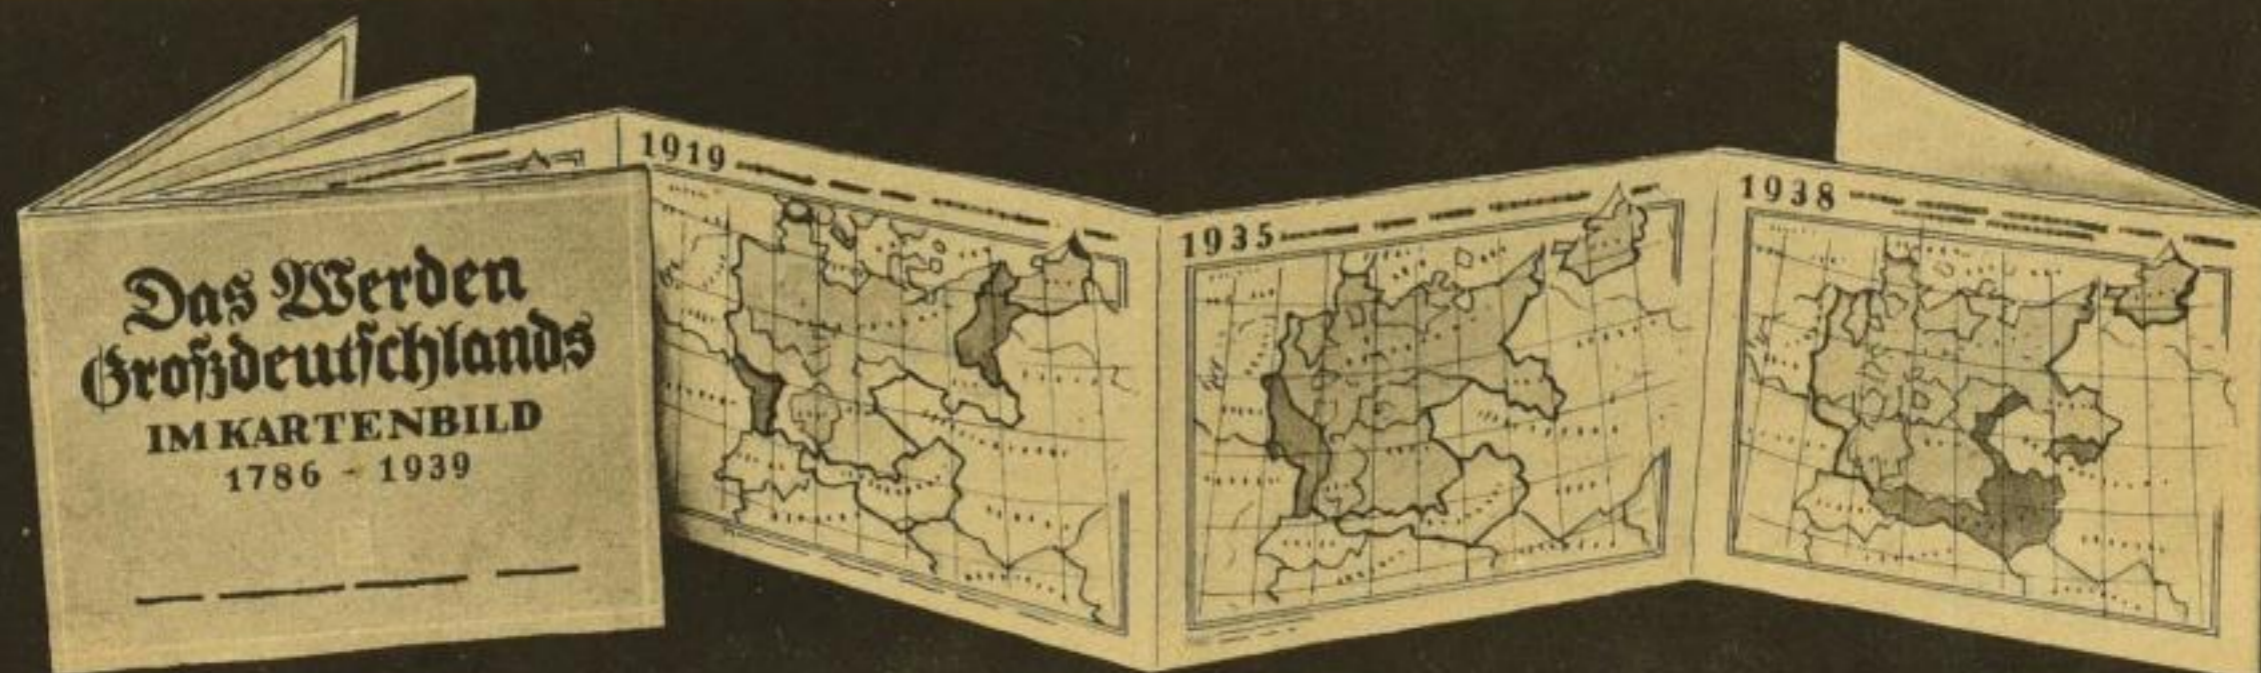 Das Werden
Großdeutschlands
IM KARTENBILD
1786 - 1939
1919
1935
1938